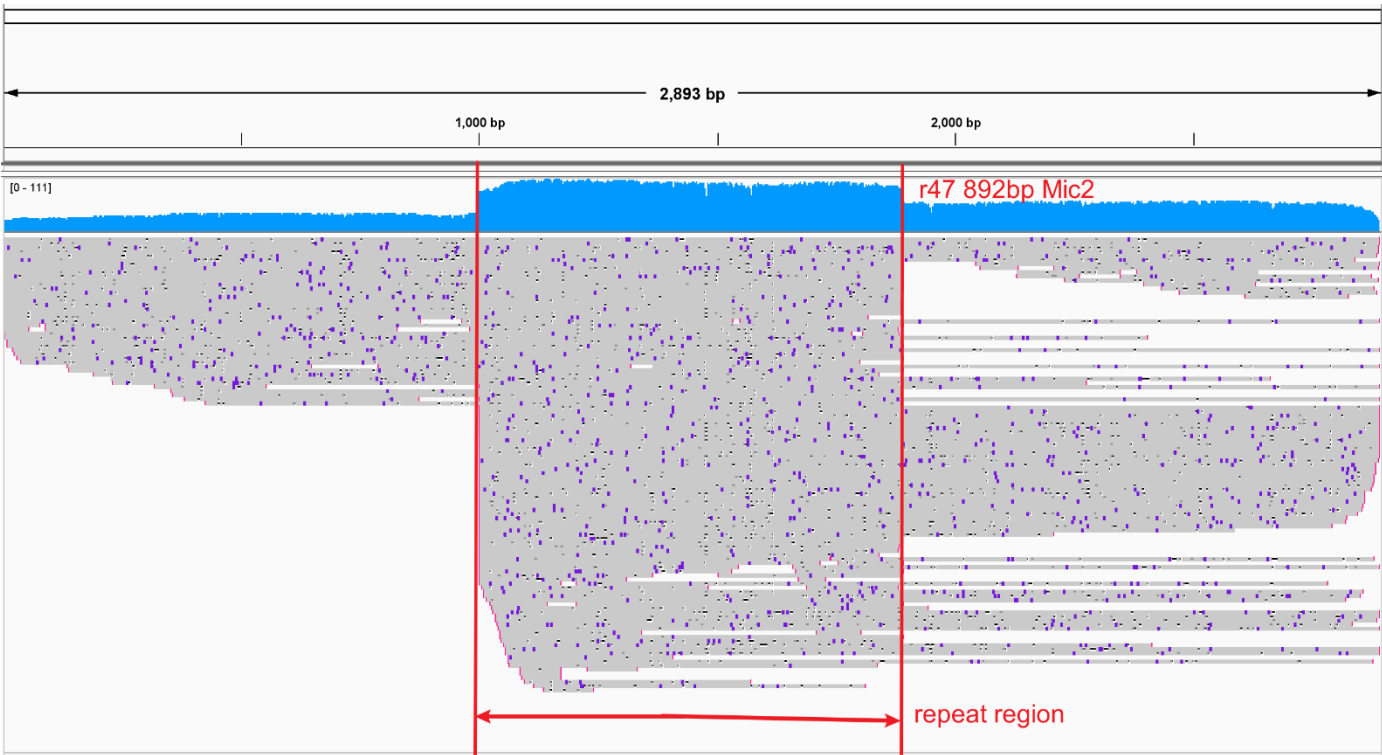 2,893 bp
1,000 bp
2,000 bp
[0 - 111]
r47 892bp Mic2
repeat region